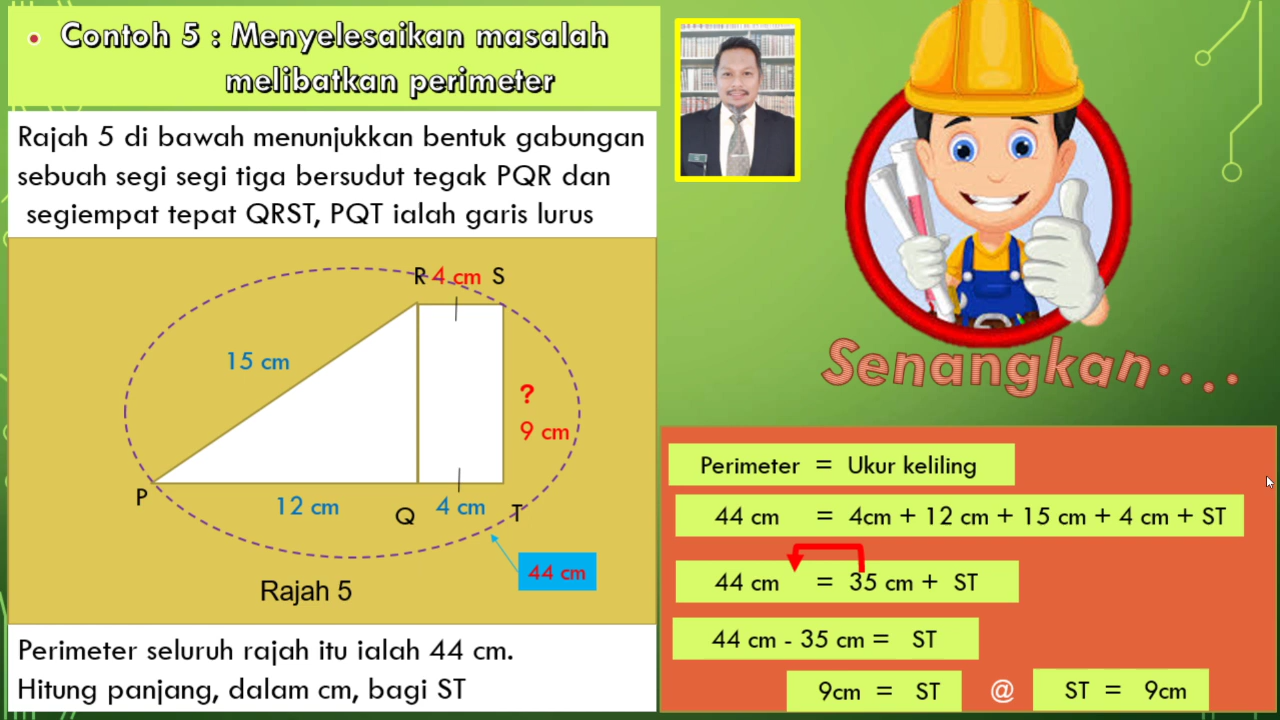 • Contoh 5 : Menyelesaikan masalah
melibatkan perimeter
Rajah 5 di bawah menunjukkan bentuk gabungan
sebuah segi segi tiga bersudut tegak PQR dan
segiempat tepat QRST, PQT ialah garis lurus
R 4 cm S
15 cm
?
9 cm
P
12 cm
Q
4 cm
T
44 cm
Rajah 5
Perimeter seluruh rajah itu ialah 44 cm.
Hitung panjang, dalam cm, bagi ST
Senangkan....
Perimeter = Ukur keliling
44 cm = 4cm + 12 cm + 15 cm + 4 cm + ST
44 cm = 35 cm + ST
44 cm - 35 cm = ST
9cm = ST @ ST = 9cm